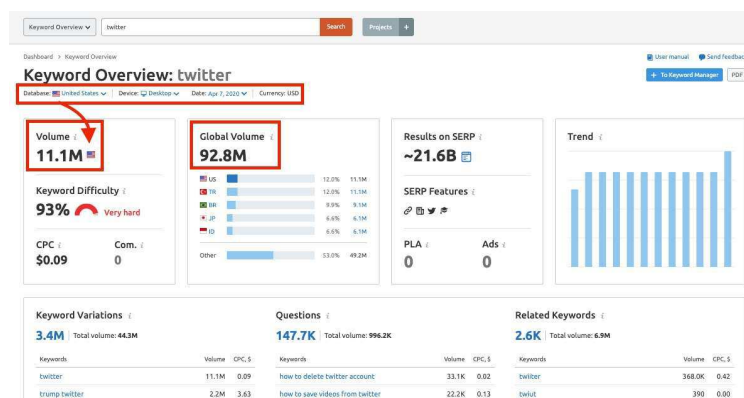 Keyword Overview twitter Search Projects +
Dashboard > Keyword Overview
User manual Send feedbac
Keyword Overview: twitter
+ To Keyword Manager PDF
Database: United States Device: Desktop Date: Apr 7, 2020 Currency: USD
Volume i
11.1M
Keyword Difficulty i
93% Very hard
CPC i Com. i
$0.09 0
Global Volume i
92.8M
US 12.0% 11.1M
TR 12.0% 11.1M
BR 9.9% 9.1M
JP 6.6% 6.1M
ID 6.6% 6.1M
Other 53.0% 49.2M
Results on SERP i
~21.6B
SERP Features i
PLA i Ads i
0 0
Trend i
Keyword Variations i
3.4M Total volume: 44.3M
Keywords Volume CPC, $
twitter 11.1M 0.09
trump twitter 2.2M 3.63
Questions i
147.7K Total volume: 996.2K
Keywords Volume CPC, $
how to delete twitter account 33.1K 0.02
how to save videos from twitter 22.2K 0.13
Related Keywords i
2.6K Total volume: 6.9M
Keywords Volume CPC, $
twiiter 368.0K 0.42
twiut 390 0.00